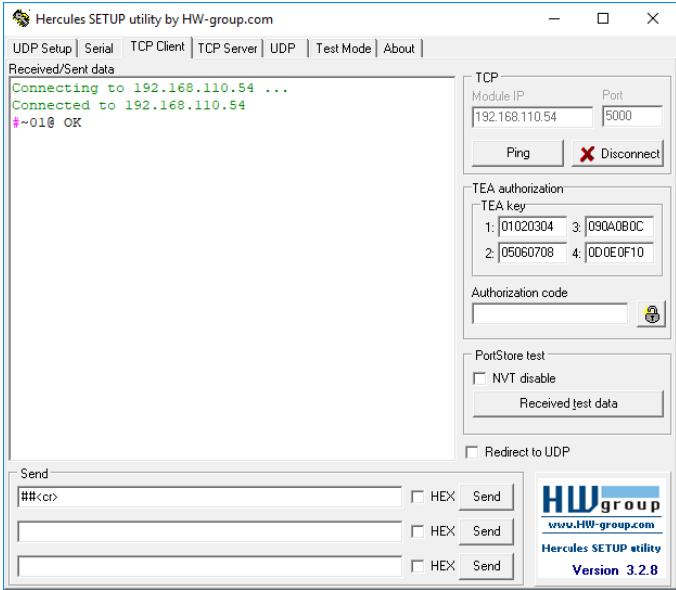 Hercules SETUP utility by HW-group.com
UDP Setup Serial TCP Client TCP Server UDP Test Mode About
Received/Sent data
Connecting to 192.168.110.54 ...
Connected to 192.168.110.54
#~01@ OK
TCP
Module IP Port
192.168.110.54 5000
Ping Disconnect
TEA authorization
TEA key
1: 01020304 3: 090A0B0C
2: 05060708 4: 0D0E0F10
Authorization code
PortStore test
NVT disable
Received test data
Redirect to UDP
Send
##<cr> HEX Send
HEX Send
HEX Send
HWgroup
www.HW-group.com
Hercules SETUP utility
Version 3.2.8